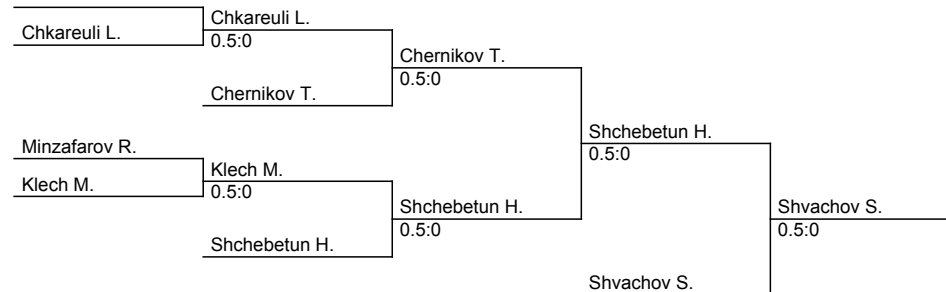 Chkareuli L.
Chkareuli L.
0.5:0
Chernikov T.
0.5:0
Chernikov T.
Shchebetun H.
0.5:0
Minzafarov R.
Klech M.
0.5:0
Klech M.
Shchebetun H.
0.5:0
Shvachov S.
0.5:0
Shchebetun H.
Shvachov S.